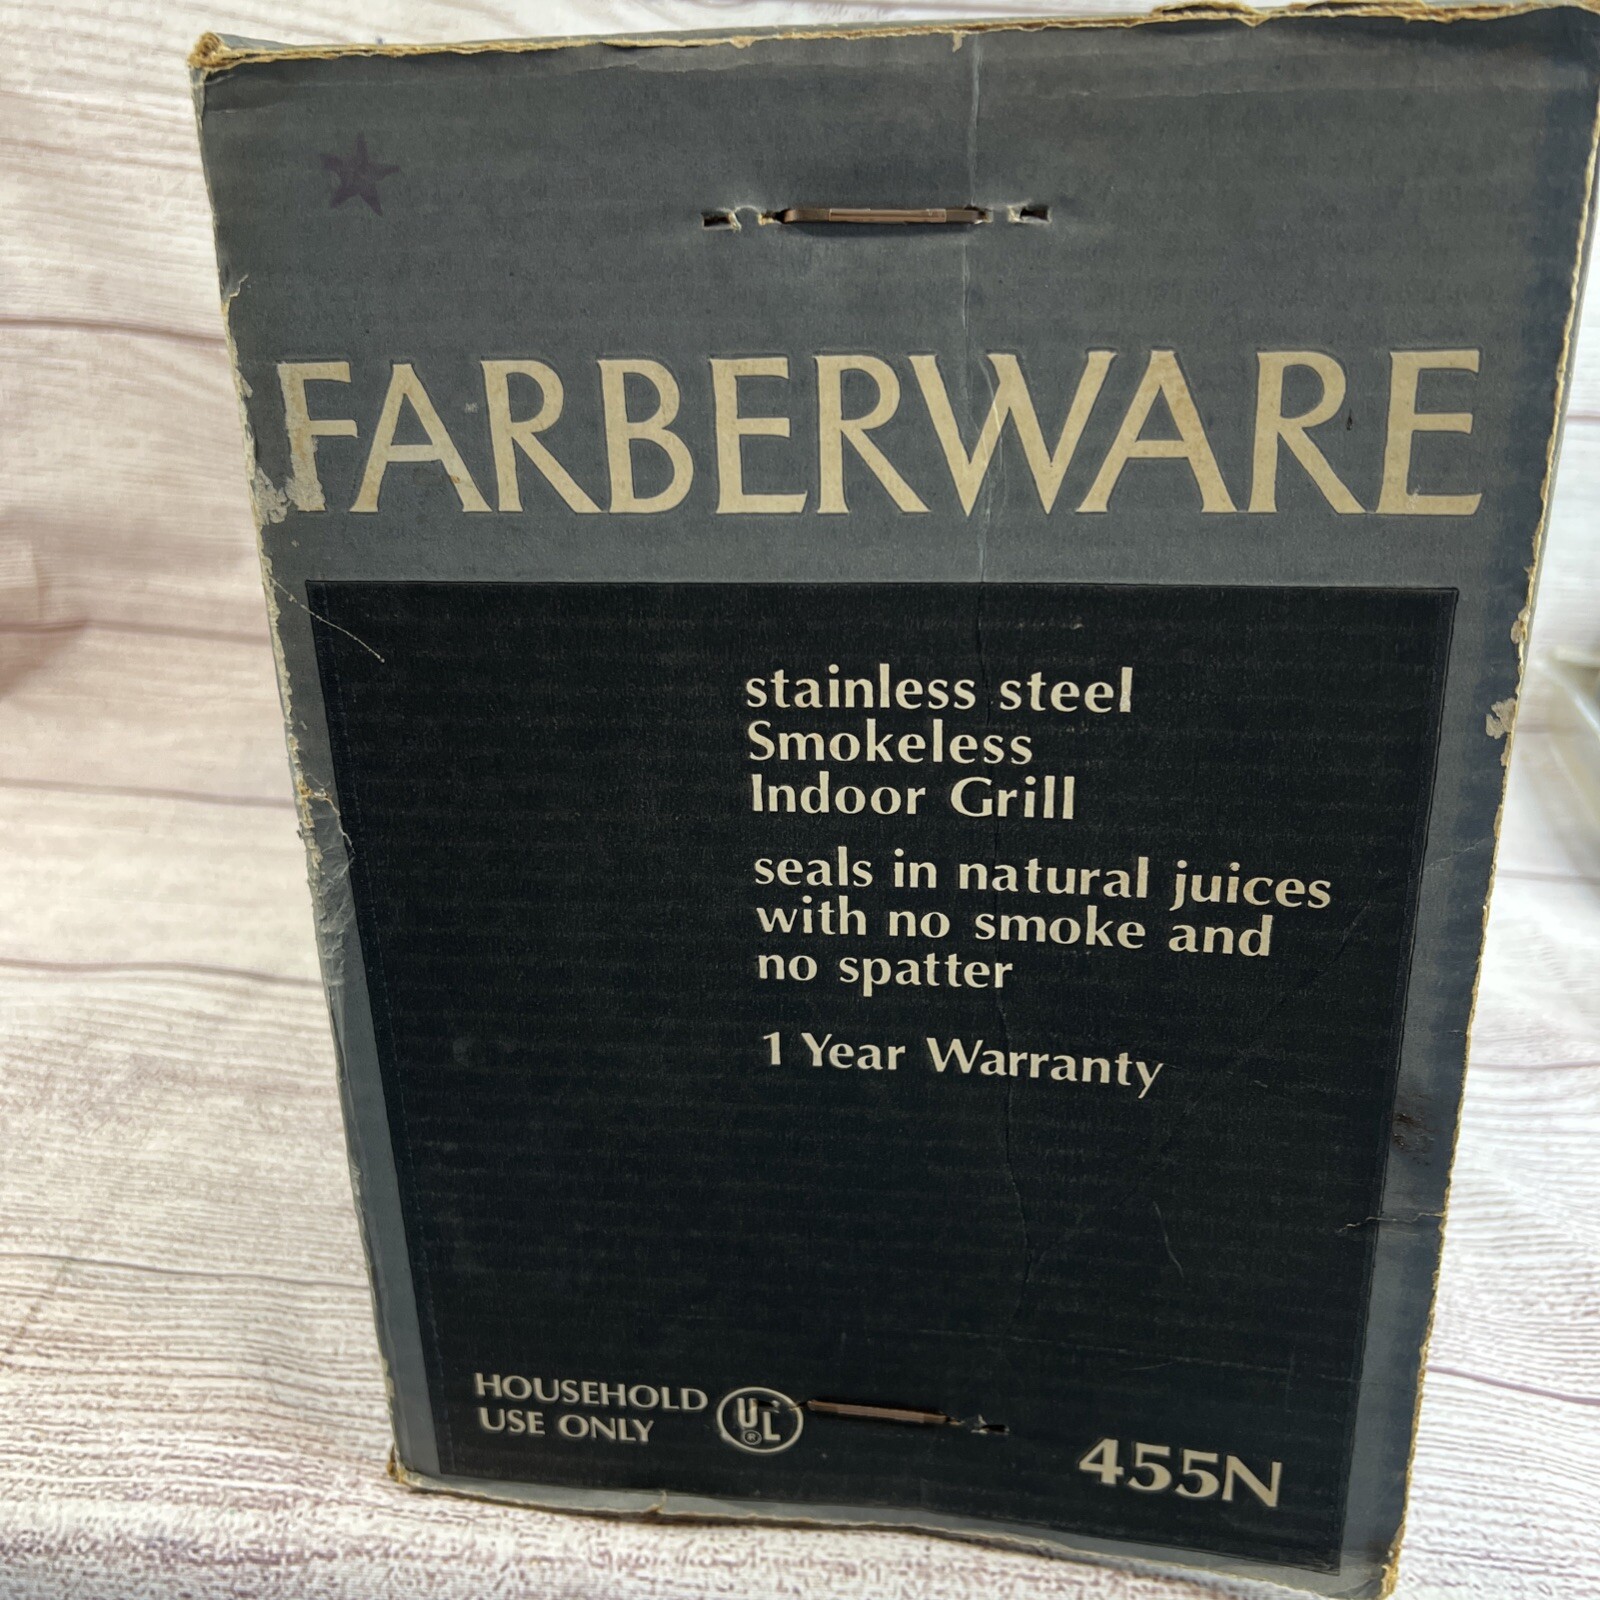 FARBERWARE
stainless steel
Smokeless
Indoor Grill
seals in natural juices
with no smoke and
no spatter
1 Year Warranty
HOUSEHOLD
USE ONLY
UL
®
455N